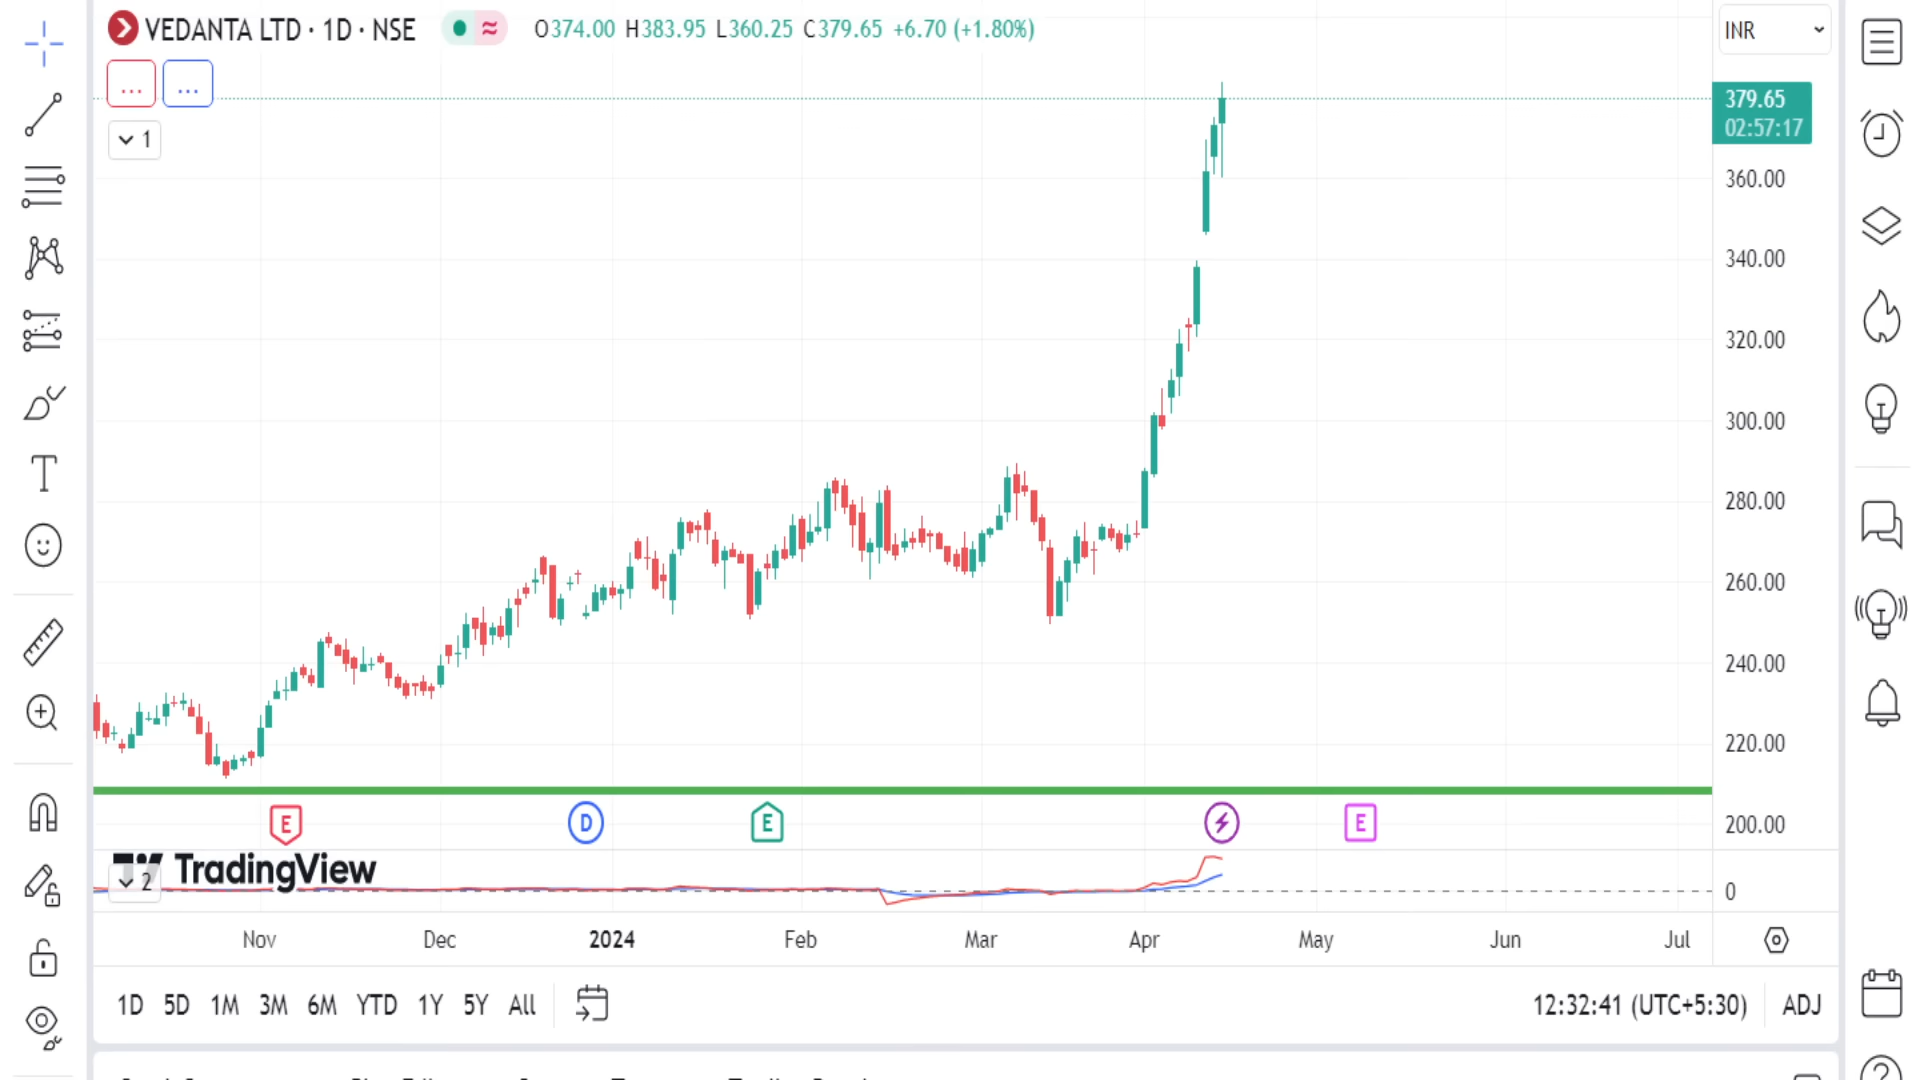 VEDANTA LTD · 1D · NSE
O374.00 H383.95 L360.25 C379.65 +6.70 (+1.80%)
INR
...
...
1
379.65
02:57:17
360.00
340.00
320.00
300.00
280.00
260.00
240.00
220.00
200.00
E
D
E
E
TradingView
2
0
Nov
Dec
2024
Feb
Mar
Apr
May
Jun
Jul
1D
5D
1M
3M
6M
YTD
1Y
5Y
All
12:32:41 (UTC+5:30)
ADJ